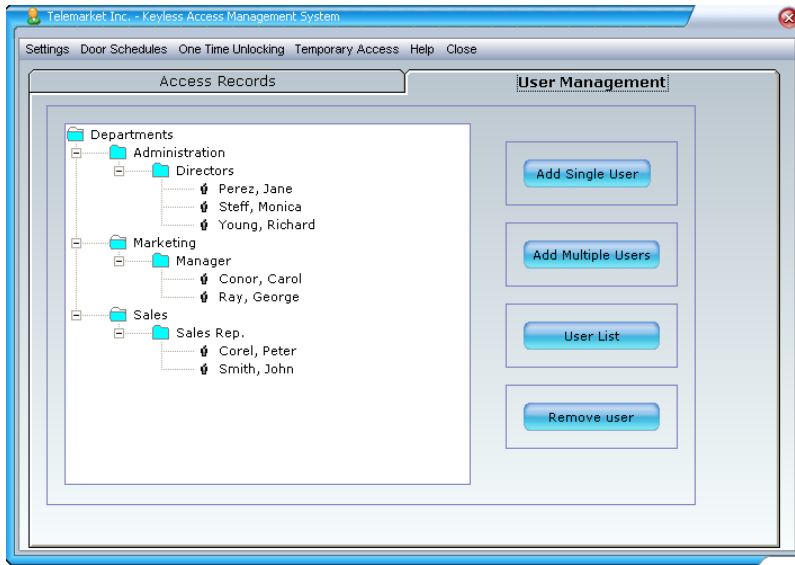 Telemarket Inc. - Keyless Access Management System
Settings Door Schedules One Time Unlocking Temporary Access Help Close
Access Records User Management
Departments
Administration
Directors
Perez, Jane
Steff, Monica
Young, Richard
Marketing
Manager
Conor, Carol
Ray, George
Sales
Sales Rep.
Corel, Peter
Smith, John
Add Single User
Add Multiple Users
User List
Remove user